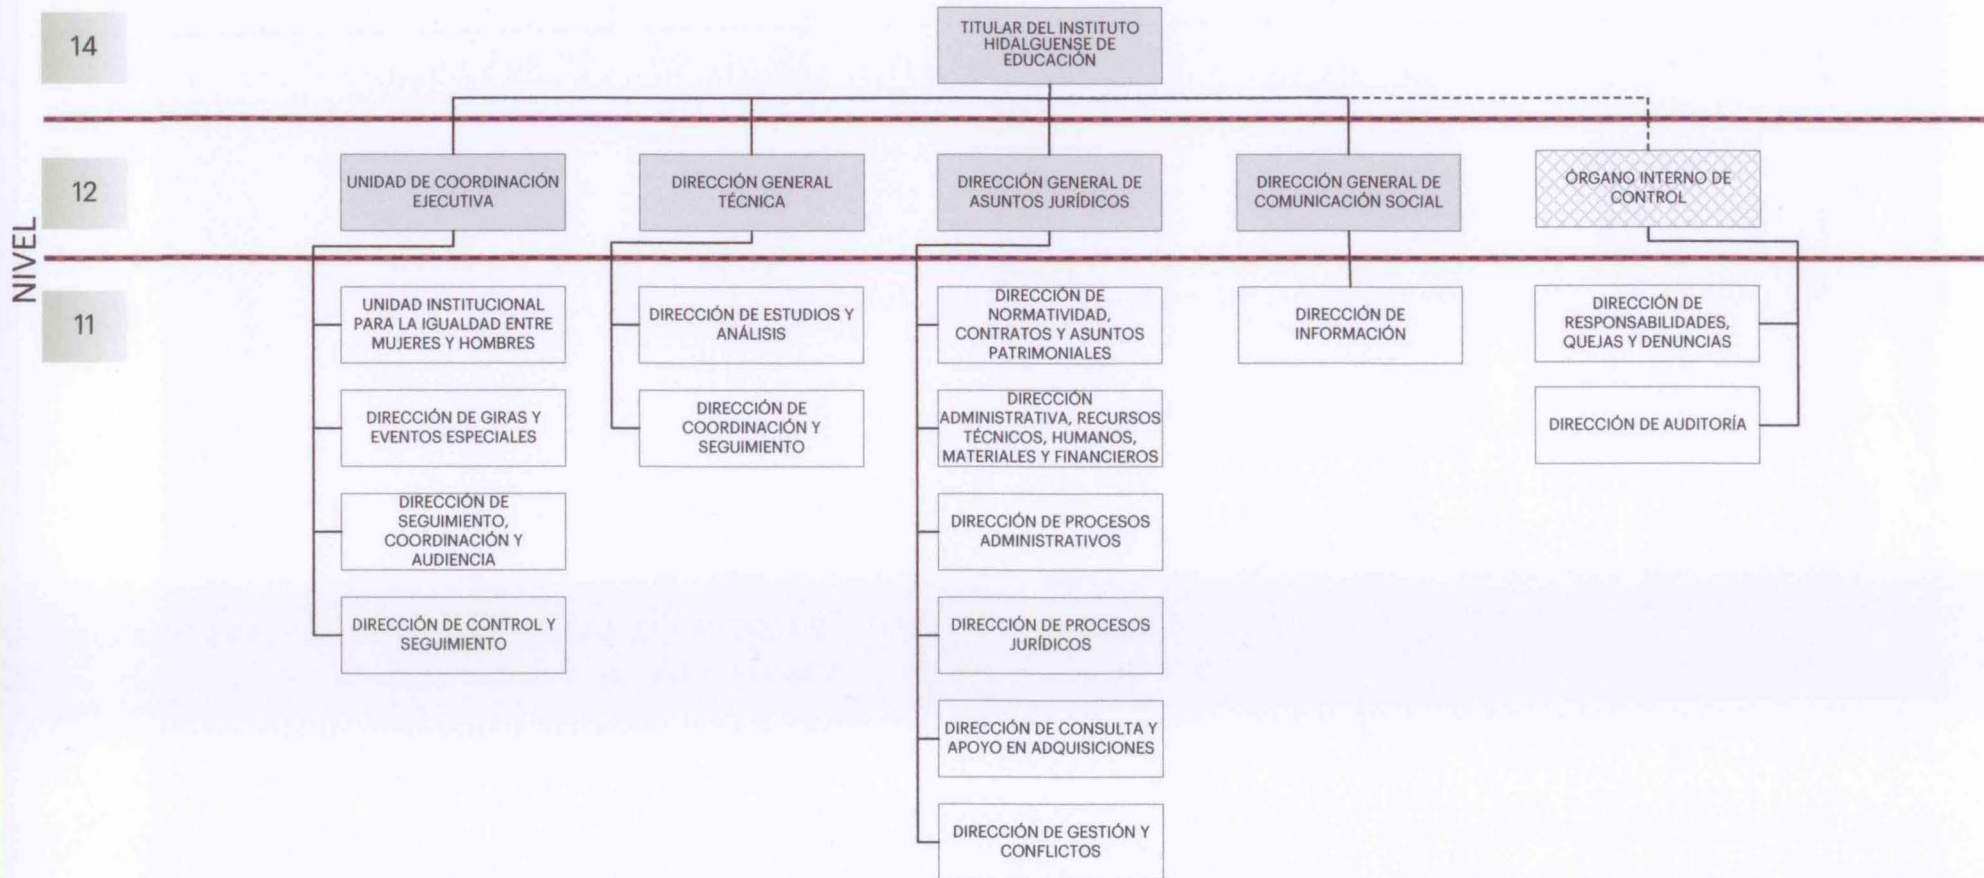 NIVEL
14
TITULAR DEL INSTITUTO
HIDALGUENSE DE
EDUCACIÓN
12
UNIDAD DE COORDINACIÓN
EJECUTIVA
DIRECCIÓN GENERAL
TÉCNICA
DIRECCIÓN GENERAL DE
ASUNTOS JURÍDICOS
DIRECCIÓN GENERAL DE
COMUNICACIÓN SOCIAL
ÓRGANO INTERNO DE
CONTROL
11
UNIDAD INSTITUCIONAL
PARA LA IGUALDAD ENTRE
MUJERES Y HOMBRES
DIRECCIÓN DE GIRAS Y
EVENTOS ESPECIALES
DIRECCIÓN DE
SEGUIMIENTO,
COORDINACIÓN Y
AUDIENCIA
DIRECCIÓN DE CONTROL Y
SEGUIMIENTO
DIRECCIÓN DE ESTUDIOS Y
ANÁLISIS
DIRECCIÓN DE
COORDINACIÓN Y
SEGUIMIENTO
DIRECCIÓN DE
NORMATIVIDAD,
CONTRATOS Y ASUNTOS
PATRIMONIALES
DIRECCIÓN
ADMINISTRATIVA, RECURSOS
TÉCNICOS, HUMANOS,
MATERIALES Y FINANCIEROS
DIRECCIÓN DE PROCESOS
ADMINISTRATIVOS
DIRECCIÓN DE PROCESOS
JURÍDICOS
DIRECCIÓN DE CONSULTA Y
APOYO EN ADQUISICIONES
DIRECCIÓN DE GESTIÓN Y
CONFLICTOS
DIRECCIÓN DE
INFORMACIÓN
DIRECCIÓN DE
RESPONSABILIDADES,
QUEJAS Y DENUNCIAS
DIRECCIÓN DE AUDITORÍA